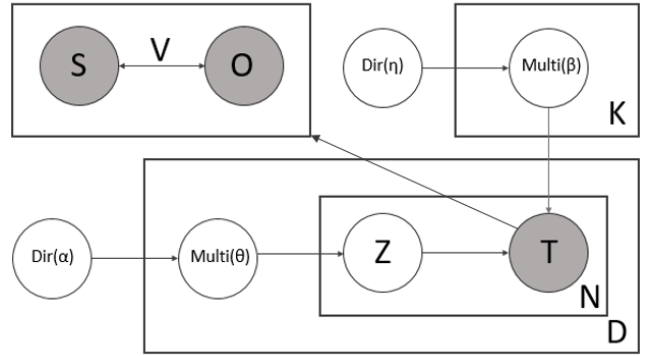 S
V
O
Dir(η)
Multi(β)
K
Dir(α)
Multi(θ)
Z
T
N
D